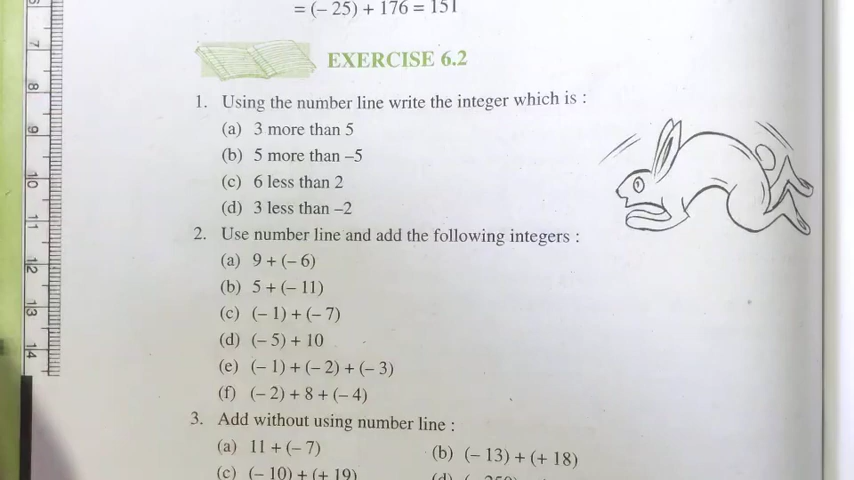 = (– 25) + 176 = 151
EXERCISE 6.2
1. Using the number line write the integer which is :
(a) 3 more than 5
(b) 5 more than –5
(c) 6 less than 2
(d) 3 less than –2
2. Use number line and add the following integers :
(a) 9 + (– 6)
(b) 5 + (– 11)
(c) (– 1) + (– 7)
(d) (– 5) + 10
(e) (– 1) + (– 2) + (– 3)
(f) (– 2) + 8 + (– 4)
3. Add without using number line :
(a) 11 + (– 7) (b) (– 13) + (+ 18)
(c) (– 10) + (+ 19)
7
8
9
10
11
12
13
14